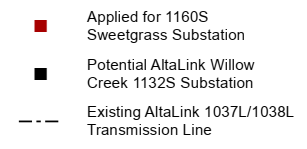 Applied for 1160S
Sweetgrass Substation
Potential AltaLink Willow
Creek 1132S Substation
Existing AltaLink 1037L/1038L
Transmission Line